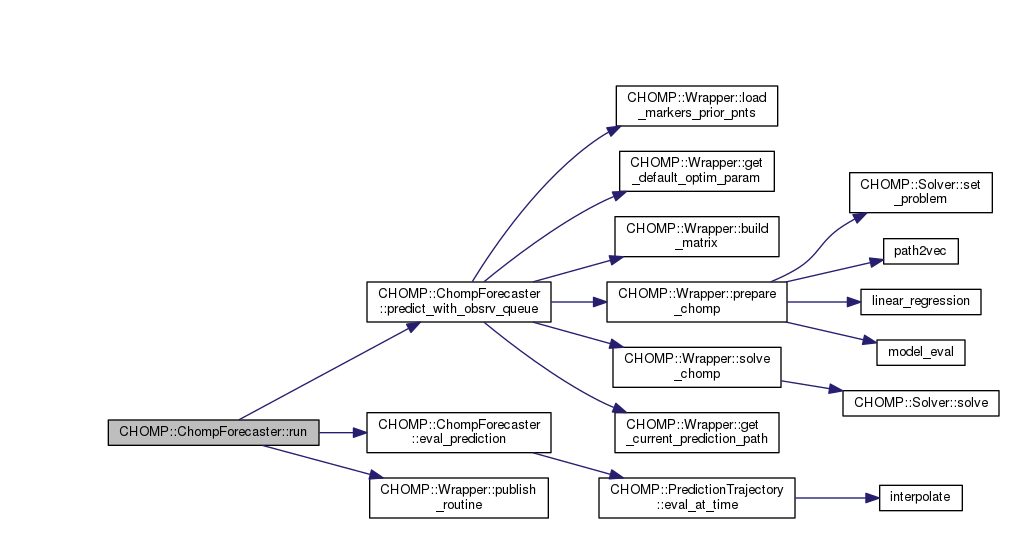 CHOMP::Wrapper::load
_markers_prior_pnts
CHOMP::Wrapper::get
_default_optim_param
CHOMP::Solver::set
_problem
CHOMP::Wrapper::build
_matrix
path2vec
CHOMP::ChompForecaster
::predict_with_obsrv_queue
CHOMP::Wrapper::prepare
_chomp
linear_regression
model_eval
CHOMP::Wrapper::solve
_chomp
CHOMP::Solver::solve
CHOMP::ChompForecaster::run
CHOMP::ChompForecaster
::eval_prediction
CHOMP::Wrapper::get
_current_prediction_path
CHOMP::Wrapper::publish
_routine
CHOMP::PredictionTrajectory
::eval_at_time
interpolate